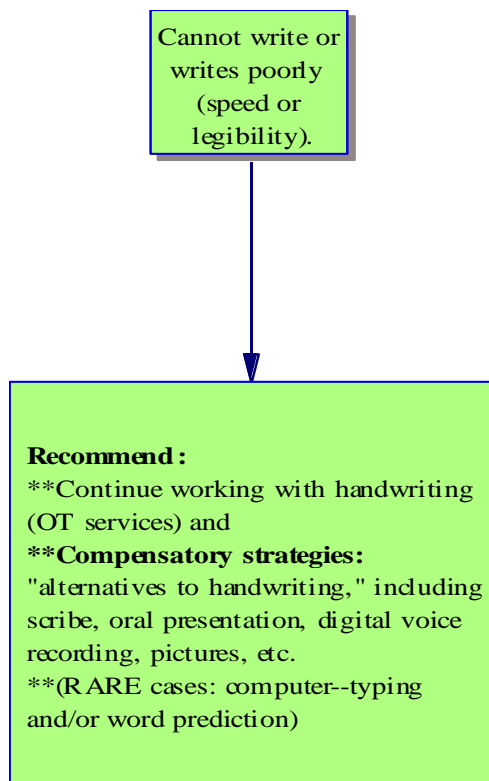 Cannot write or
writes poorly
(speed or
legibility).
Recommend:
**Continue working with handwriting
(OT services) and
**Compensatory strategies:
"alternatives to handwriting," including
scribe, oral presentation, digital voice
recording, pictures, etc.
**(RARE cases: computer--typing
and/or word prediction)